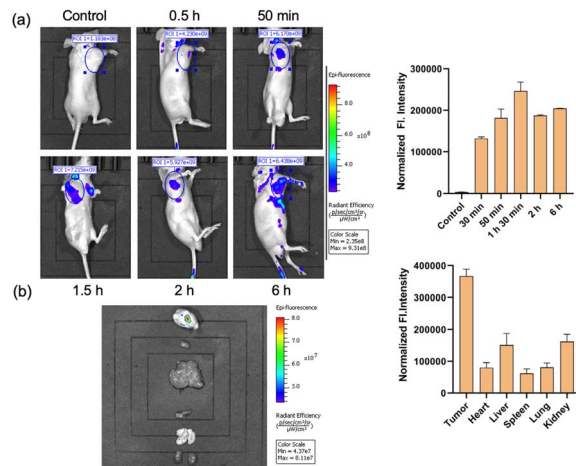 (a)
Control
0.5 h
50 min
ROI 1=1.183e+09
ROI 1=4.230e+09
ROI 1=6.170e+09
ROI 1=7.215e+09
ROI 1=5.927e+09
ROI 1=6.438e+09
1.5 h
2 h
6 h
Epi-fluorescence
8.0
6.0
4.0
2.0
x10⁸
Radiant Efficiency
(p/sec/cm²/sr
µW/cm²)
Color Scale
Min = 2.35e8
Max = 9.31e8
Normalized Fl. Intensity
300000
200000
100000
0
Control
30 min
50 min
1 h 30 min
2 h
6 h
(b)
Epi-fluorescence
8.0
7.0
6.0
5.0
x10⁷
Radiant Efficiency
(p/sec/cm²/sr
µW/cm²)
Color Scale
Min = 4.37e7
Max = 8.11e7
Normalized Fl.Intensity
400000
300000
200000
100000
0
Tumor
Heart
Liver
Spleen
Lung
Kidney